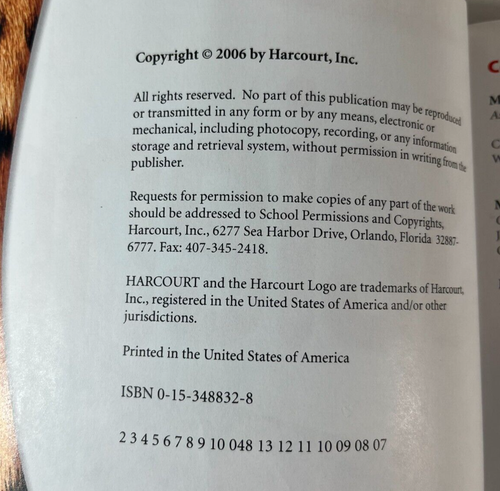 Copyright © 2006 by Harcourt, Inc.
All rights reserved. No part of this publication may be reproduced
or transmitted in any form or by any means, electronic or
mechanical, including photocopy, recording, or any information
storage and retrieval system, without permission in writing from the
publisher.
Requests for permission to make copies of any part of the work
should be addressed to School Permissions and Copyrights,
Harcourt, Inc., 6277 Sea Harbor Drive, Orlando, Florida 32887-
6777. Fax: 407-345-2418.
HARCOURT and the Harcourt Logo are trademarks of Harcourt,
Inc., registered in the United States of America and/or other
jurisdictions.
Printed in the United States of America
ISBN 0-15-348832-8
2 3 4 5 6 7 8 9 10 048 13 12 11 10 09 08 07